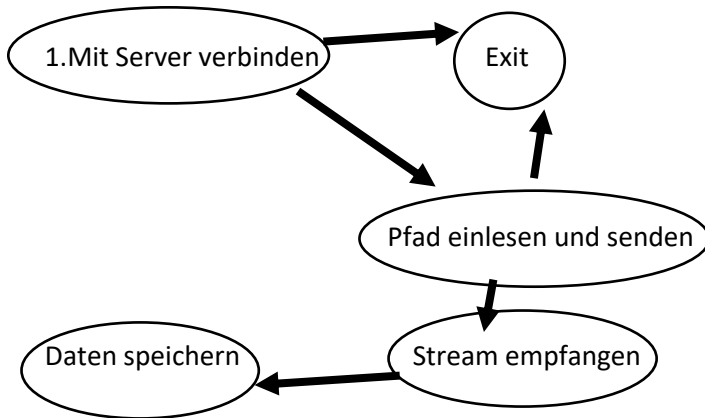 1.Mit Server verbinden
Exit
Pfad einlesen und senden
Stream empfangen
Daten speichern